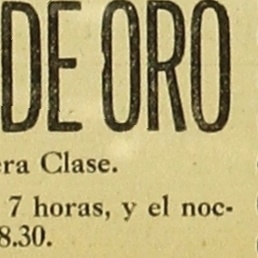 DE ORO
era Clase.
7 horas, y el noc-
8.30.